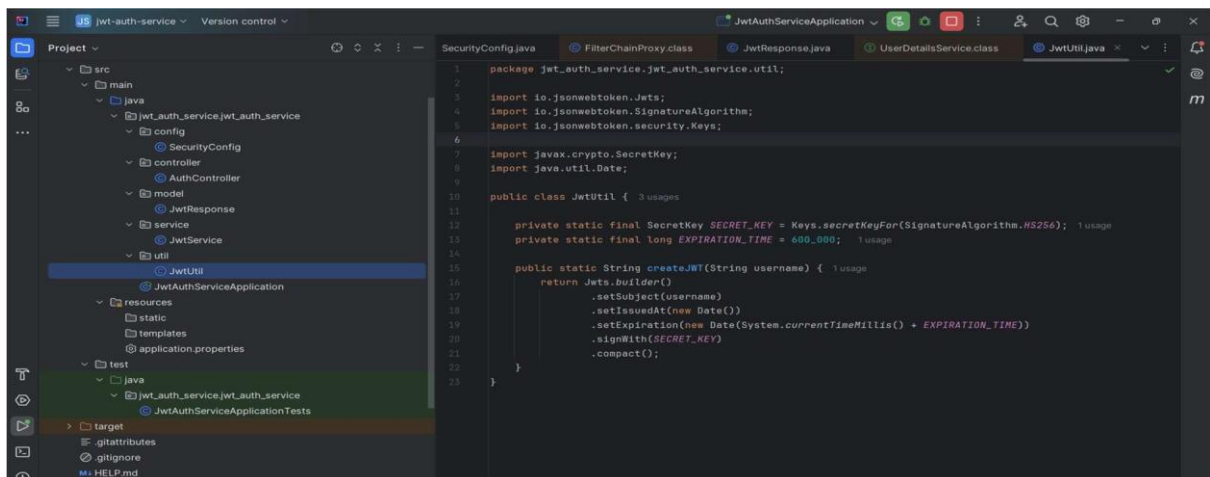 JS jwt-auth-service Version control JwtAuthServiceApplication
Project
SecurityConfig.java FilterChainProxy.class JwtResponse.java UserDetailsService.class JwtUtil.java
src
main
java
jwt_auth_service.jwt_auth_service
config
SecurityConfig
controller
AuthController
model
JwtResponse
service
JwtService
util
JwtUtil
JwtAuthServiceApplication
resources
static
templates
application.properties
test
java
jwt_auth_service.jwt_auth_service
JwtAuthServiceApplicationTests
target
.gitattributes
.gitignore
M↓ HELP.md
1 package jwt_auth_service.jwt_auth_service.util;
2
3 import io.jsonwebtoken.Jwts;
4 import io.jsonwebtoken.SignatureAlgorithm;
5 import io.jsonwebtoken.security.Keys;
6
7 import javax.crypto.SecretKey;
8 import java.util.Date;
9
10 public class JwtUtil { 3 usages
11
12 private static final SecretKey SECRET_KEY = Keys.secretKeyFor(SignatureAlgorithm.HS256); 1 usage
13 private static final long EXPIRATION_TIME = 600_000; 1 usage
14
15 public static String createJWT(String username) { 1 usage
16 return Jwts.builder()
17 .setSubject(username)
18 .setIssuedAt(new Date())
19 .setExpiration(new Date(System.currentTimeMillis() + EXPIRATION_TIME))
20 .signWith(SECRET_KEY)
21 .compact();
22 }
23 }
m